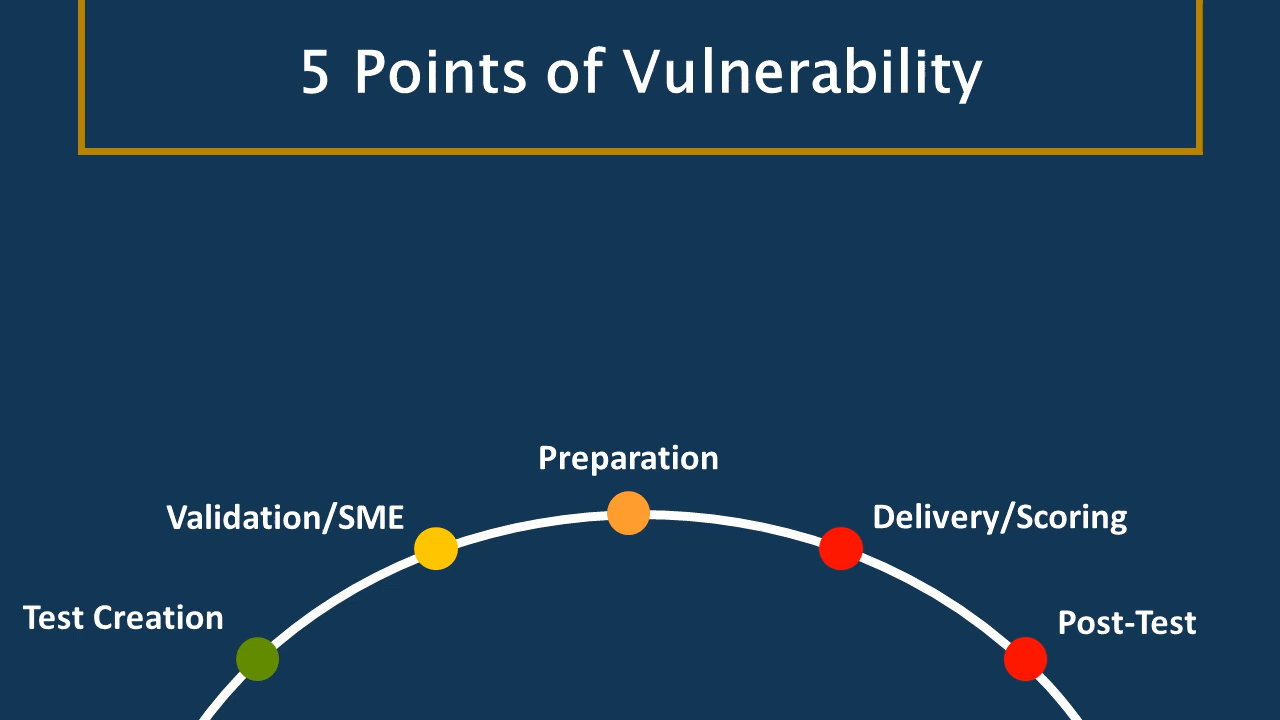 5 Points of Vulnerability
Preparation
Validation/SME
Delivery/Scoring
Test Creation
Post-Test